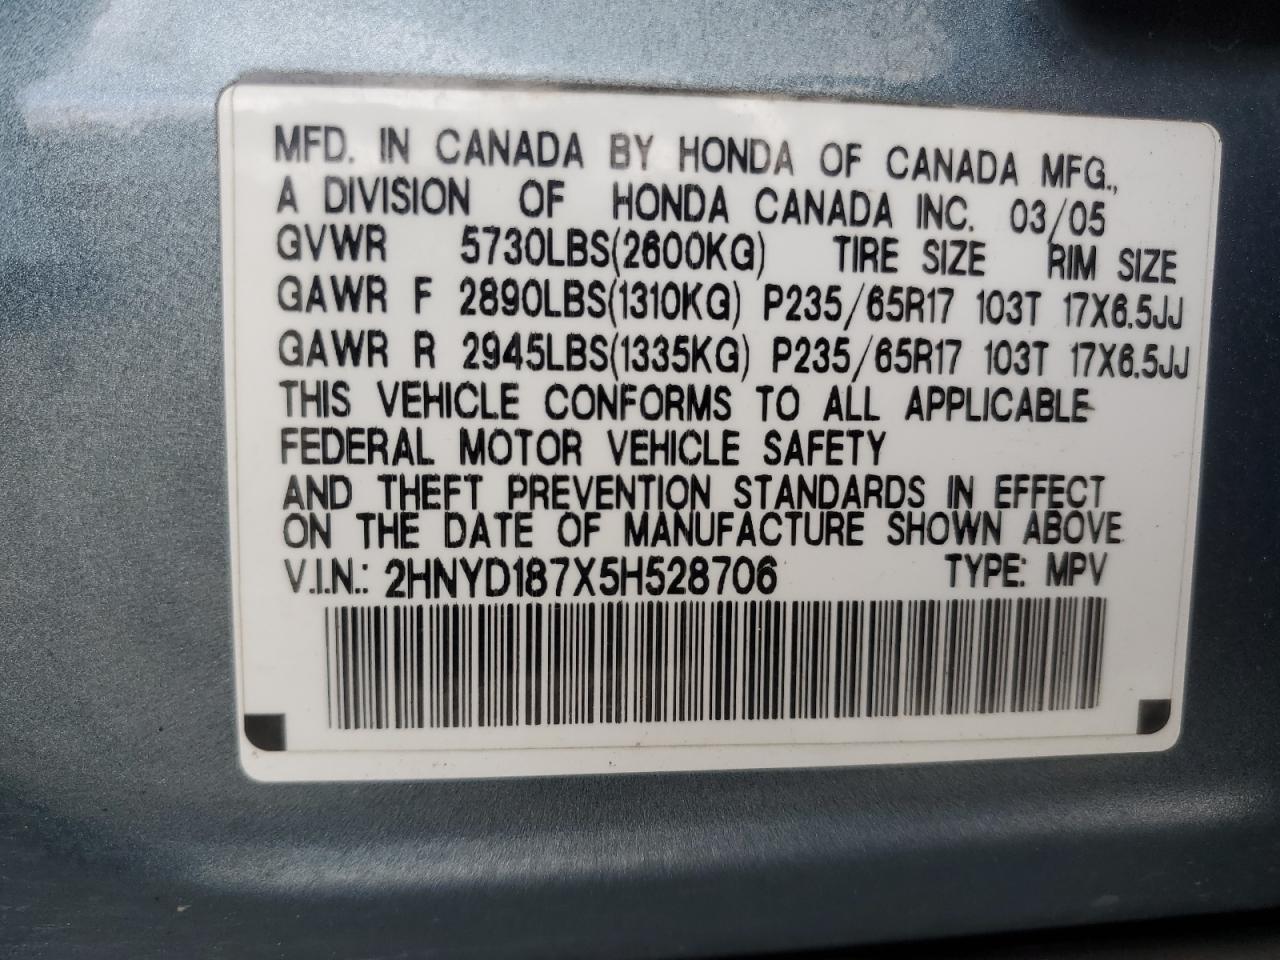 MFD. IN CANADA BY HONDA OF CANADA MFG.,
A DIVISION OF HONDA CANADA INC. 03/05
GVWR 5730LBS(2600KG) TIRE SIZE RIM SIZE
GAWR F 2890LBS(1310KG) P235/65R17 103T 17X6.5JJ
GAWR R 2945LBS(1335KG) P235/65R17 103T 17X6.5JJ
THIS VEHICLE CONFORMS TO ALL APPLICABLE
FEDERAL MOTOR VEHICLE SAFETY
AND THEFT PREVENTION STANDARDS IN EFFECT
ON THE DATE OF MANUFACTURE SHOWN ABOVE
V.I.N.: 2HNYD187X5H528706 TYPE: MPV